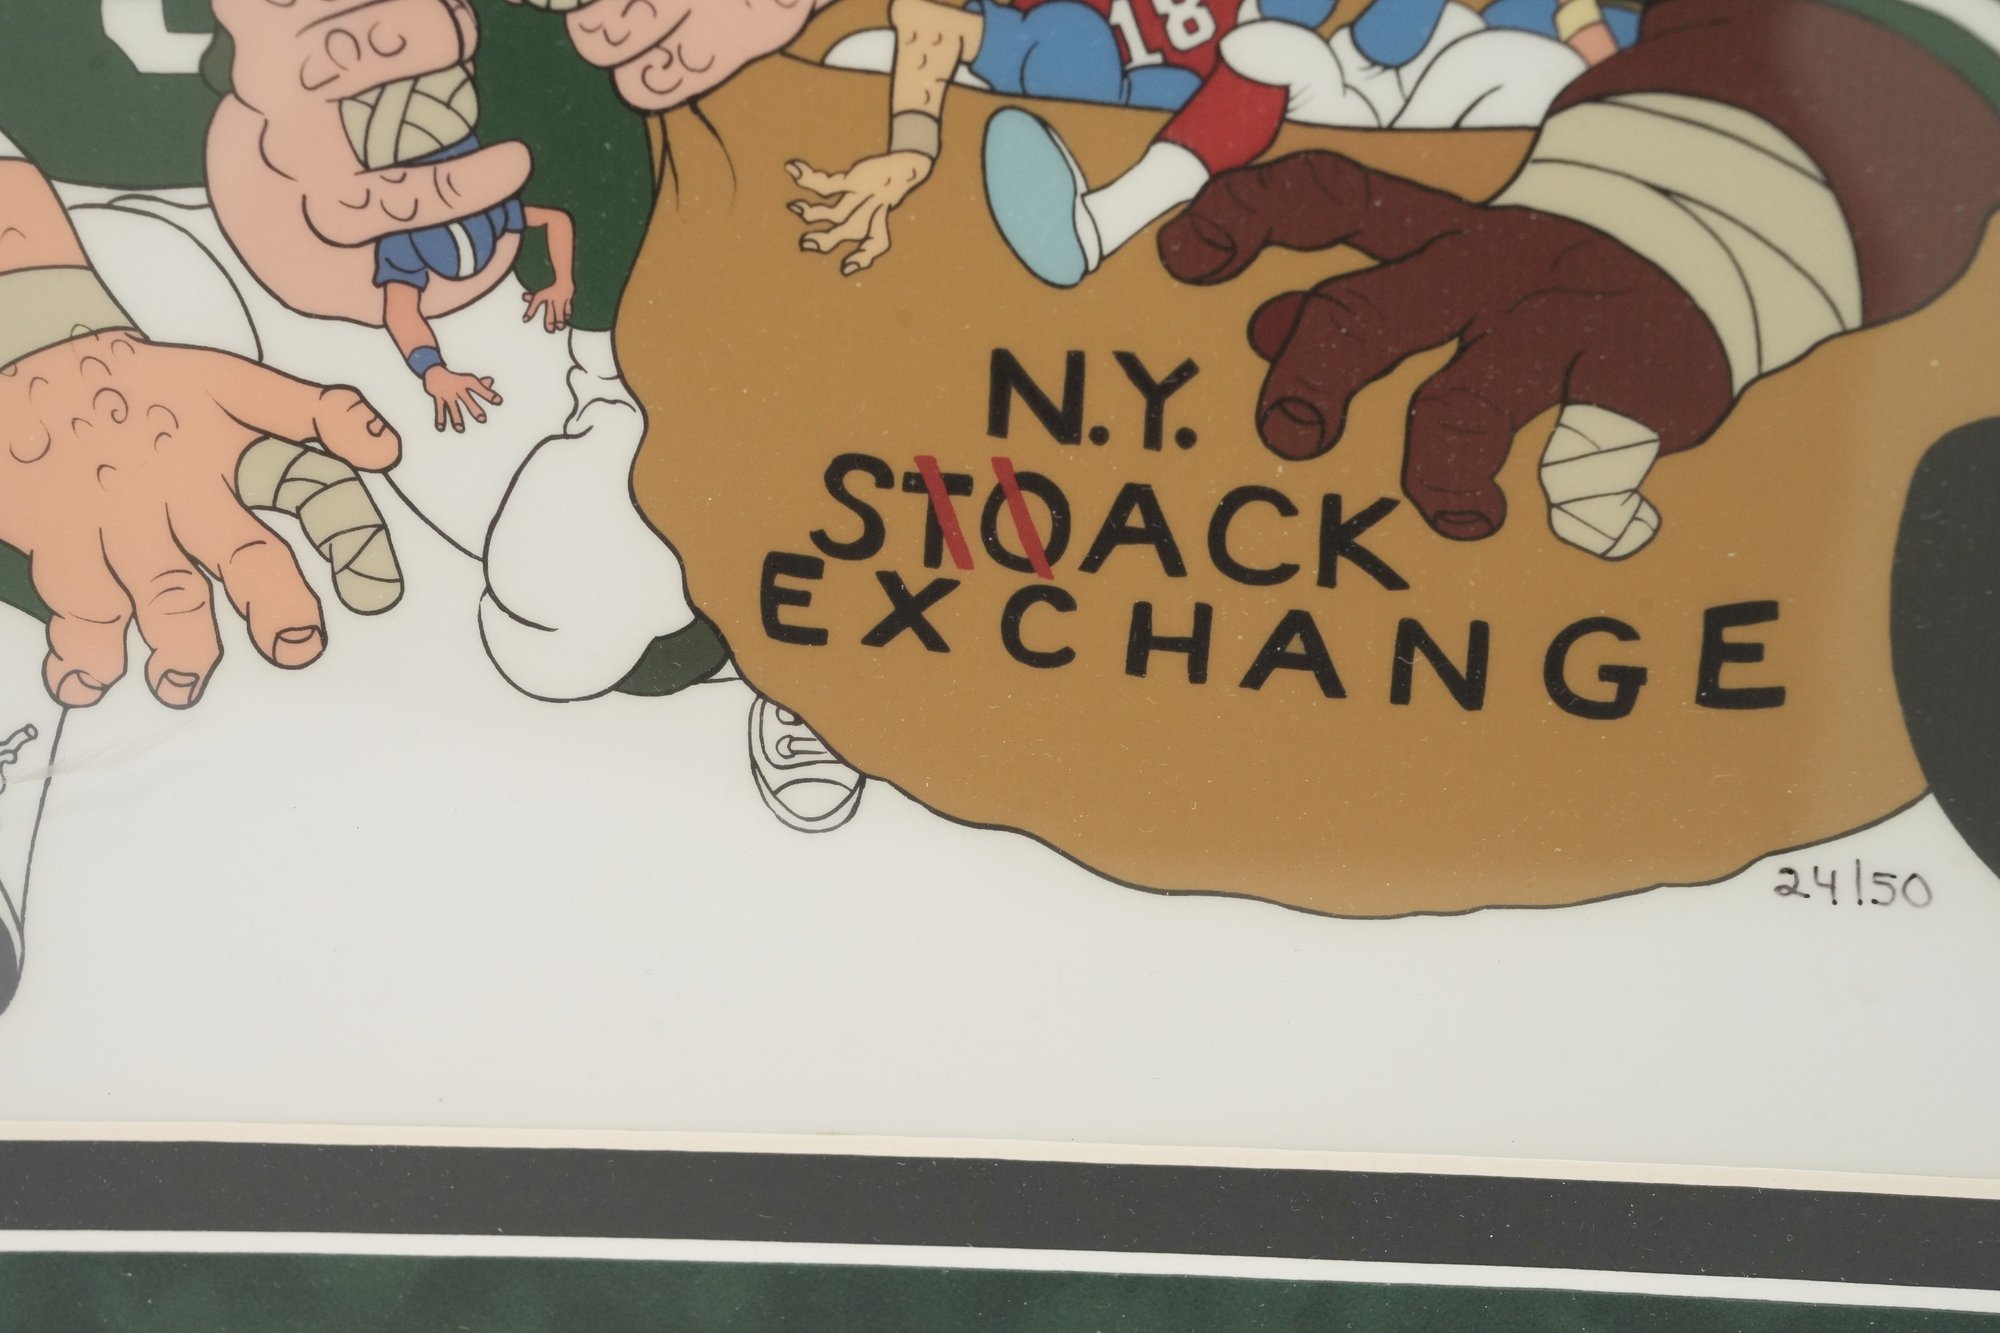 18
N.Y.
STOACK
EXCHANGE
24/50